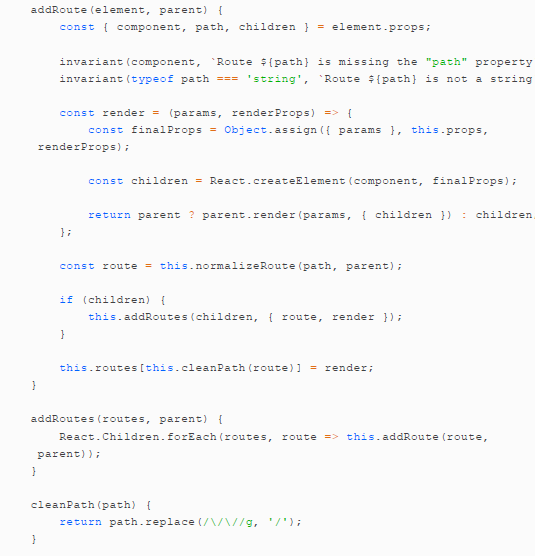 addRoute(element, parent) {
    const { component, path, children } = element.props;

    invariant(component, `Route ${path} is missing the "path" property
    invariant(typeof path === 'string', `Route ${path} is not a string

    const render = (params, renderProps) => {
        const finalProps = Object.assign({ params }, this.props,
 renderProps);

        const children = React.createElement(component, finalProps);

        return parent ? parent.render(params, { children }) : children
    };

    const route = this.normalizeRoute(path, parent);

    if (children) {
        this.addRoutes(children, { route, render });
    }

    this.routes[this.cleanPath(route)] = render;
}

addRoutes(routes, parent) {
    React.Children.forEach(routes, route => this.addRoute(route,
 parent));
}

cleanPath(path) {
    return path.replace(/\/\//g, '/');
}